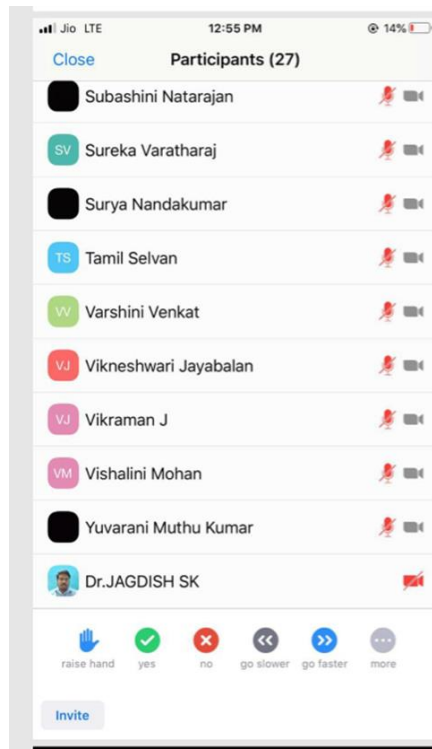 Jio LTE 12:55 PM 14%
Close Participants (27)
Subashini Natarajan
SV Sureka Varatharaj
Surya Nandakumar
TS Tamil Selvan
VV Varshini Venkat
VJ Vikneshwari Jayabalan
VJ Vikraman J
VM Vishalini Mohan
Yuvarani Muthu Kumar
Dr.JAGDISH SK
raise hand yes no go slower go faster more
Invite